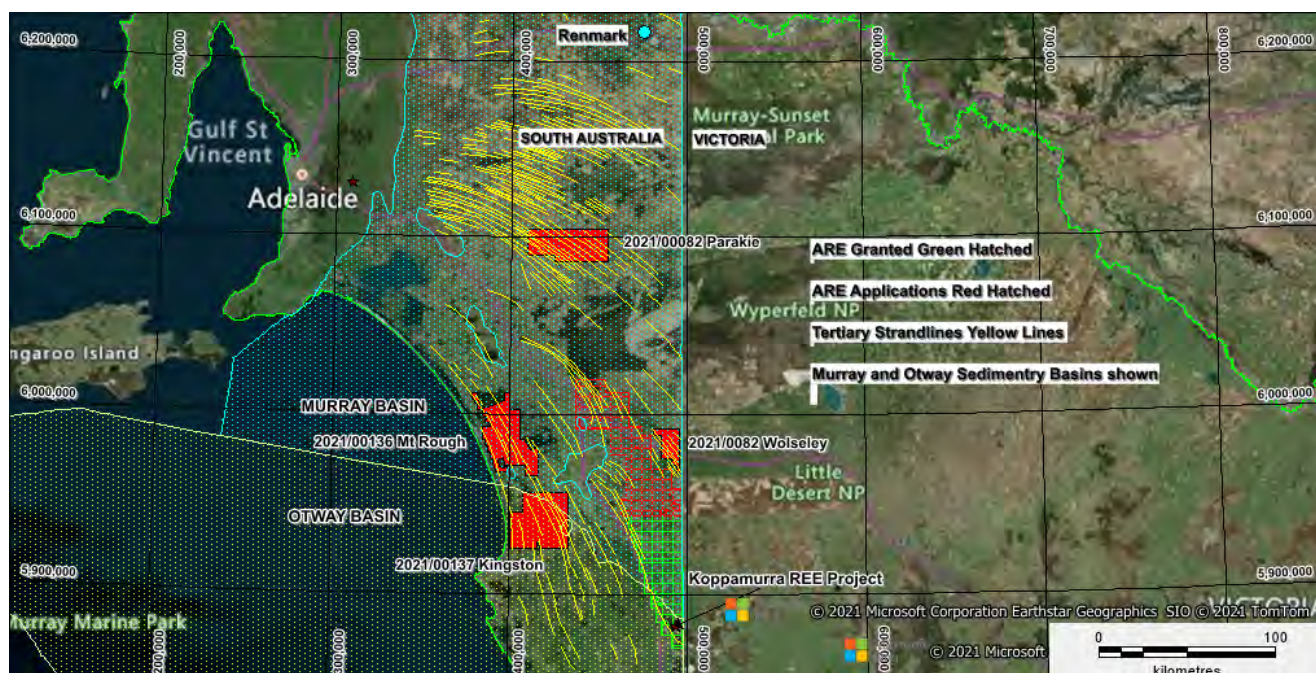 6,200,000
200,000
300,000
400,000
Renmark
500,000
600,000
700,000
800,000
6,200,000
Gulf St
Vincent
SOUTH AUSTRALIA
Murray-Sunset
VICTORIA
al Park
Adelaide
6,100,000
2021/00082 Parakie
6,100,000
ARE Granted Green Hatched
ARE Applications Red Hatched
Wyperfeld NP
Tertiary Strandlines Yellow Lines
ngaroo Island
Murray and Otway Sedimentry Basins shown
6,000,000
6,000,000
MURRAY BASIN
2021/00136 Mt Rough
2021/0082 Wolseley
Little
Desert NP
OTWAY BASIN
5,900,000
2021/00137 Kingston
Koppamurra REE Project
5,900,000
Murray Marine Park
© 2021 Microsoft Corporation Earthstar Geographics SIO © 2021 TomTom
VICTORIA
200,000
300,000
400,000
500,000
600,000
© 2021 Microsoft
0
100
kilometres